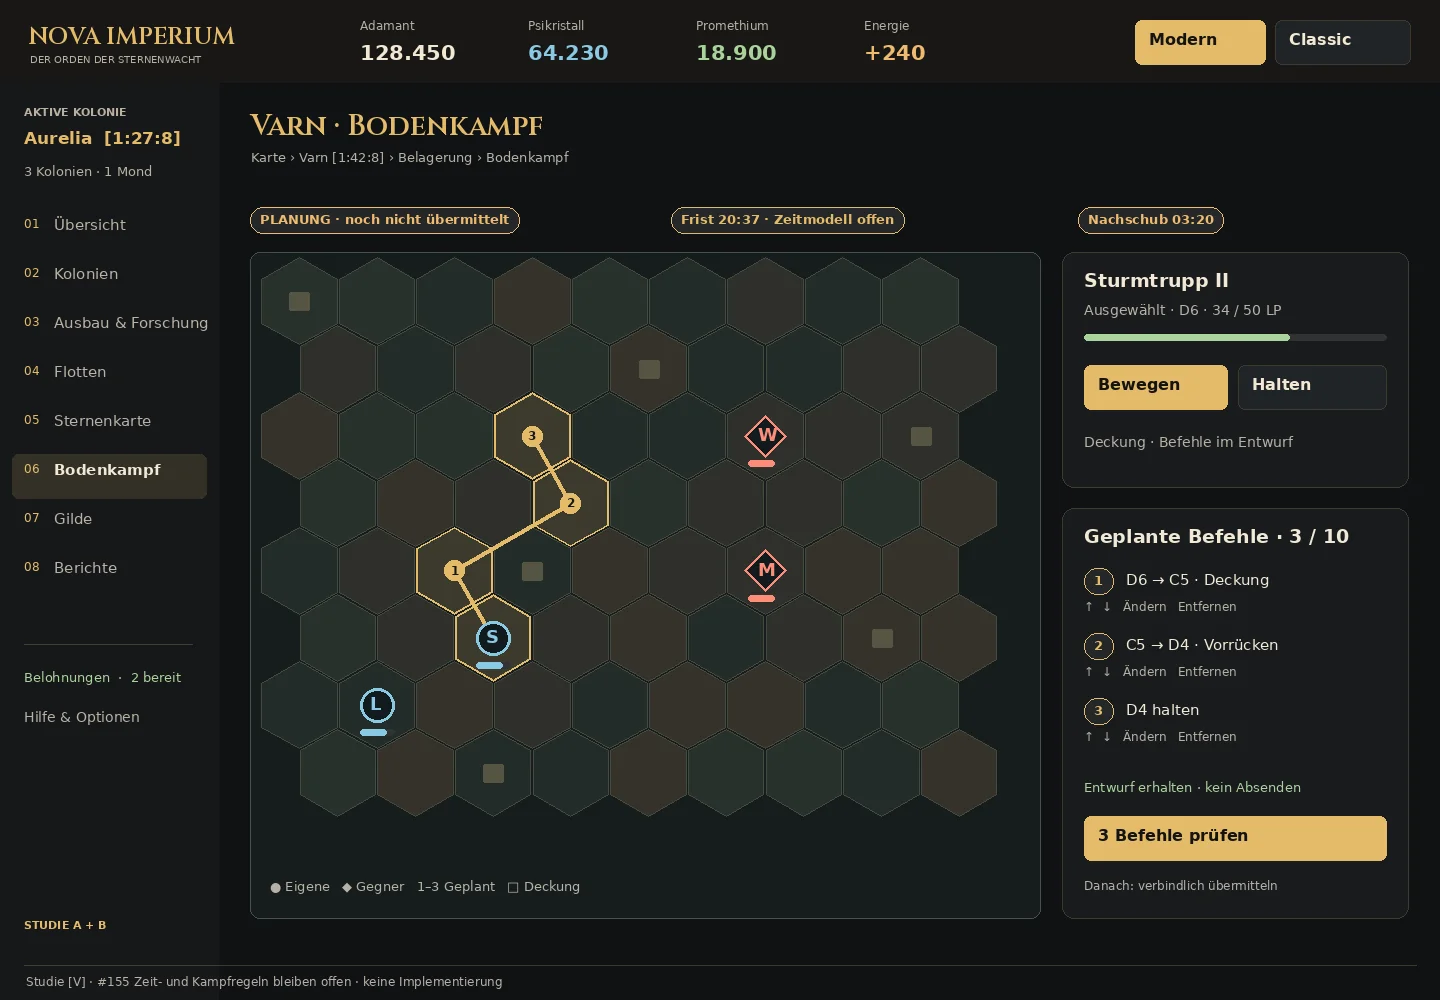 NOVA IMPERIUM
DER ORDEN DER STERNENWACHT
Adamant
128.450
Psikristall
64.230
Promethium
18.900
Energie
+240
Modern
Classic
AKTIVE KOLONIE
Aurelia [1:27:8]
3 Kolonien · 1 Mond
01 Übersicht
02 Kolonien
03 Ausbau & Forschung
04 Flotten
05 Sternenkarte
06 Bodenkampf
07 Gilde
08 Berichte
Belohnungen · 2 bereit
Hilfe & Optionen
STUDIE A + B
VARN · BODENKAMPF
Karte › Varn [1:42:8] › Belagerung › Bodenkampf
PLANUNG · noch nicht übermittelt
Frist 20:37 · Zeitmodell offen
Nachschub 03:20
3
W
2
1
M
S
L
● Eigene ◆ Gegner 1–3 Geplant □ Deckung
Sturmtrupp II
Ausgewählt · D6 · 34 / 50 LP
Bewegen
Halten
Deckung · Befehle im Entwurf
Geplante Befehle · 3 / 10
1 D6 → C5 · Deckung
↑ ↓ Ändern Entfernen
2 C5 → D4 · Vorrücken
↑ ↓ Ändern Entfernen
3 D4 halten
↑ ↓ Ändern Entfernen
Entwurf erhalten · kein Absenden
3 Befehle prüfen
Danach: verbindlich übermitteln
Studie [V] · #155 Zeit- und Kampfregeln bleiben offen · keine Implementierung